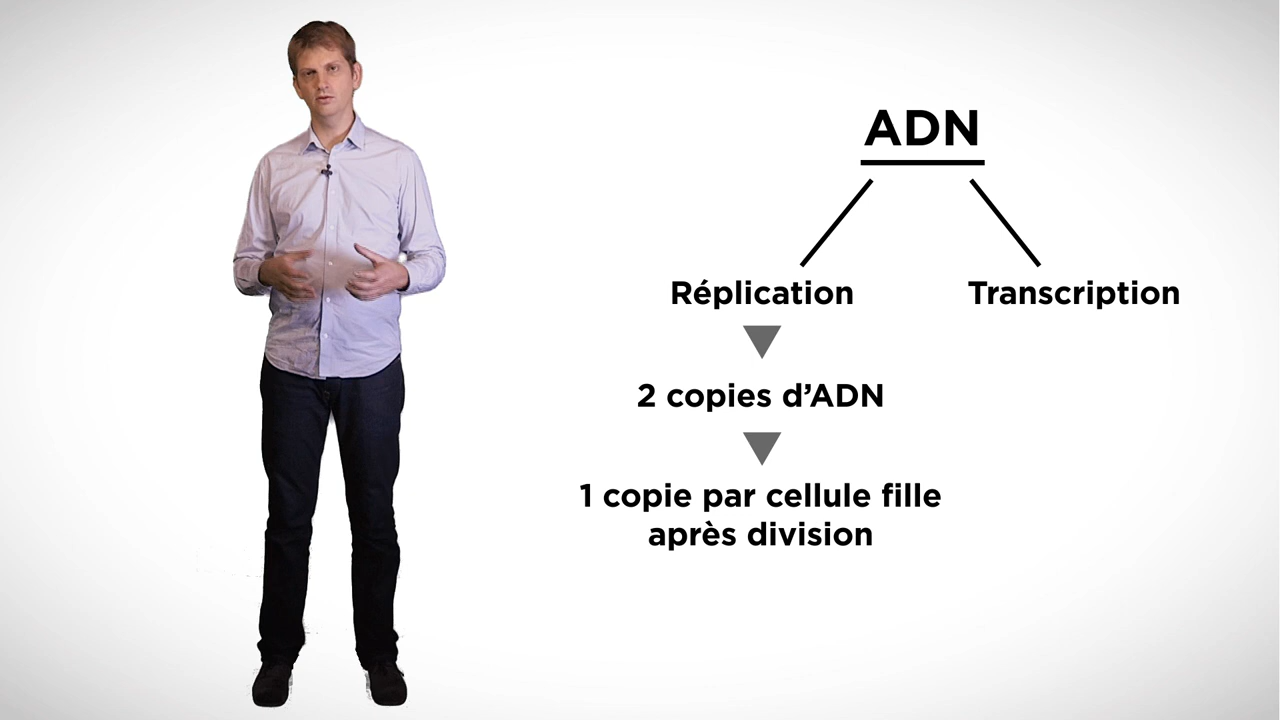 ADN
Réplication
Transcription
2 copies d’ADN
1 copie par cellule fille
après division